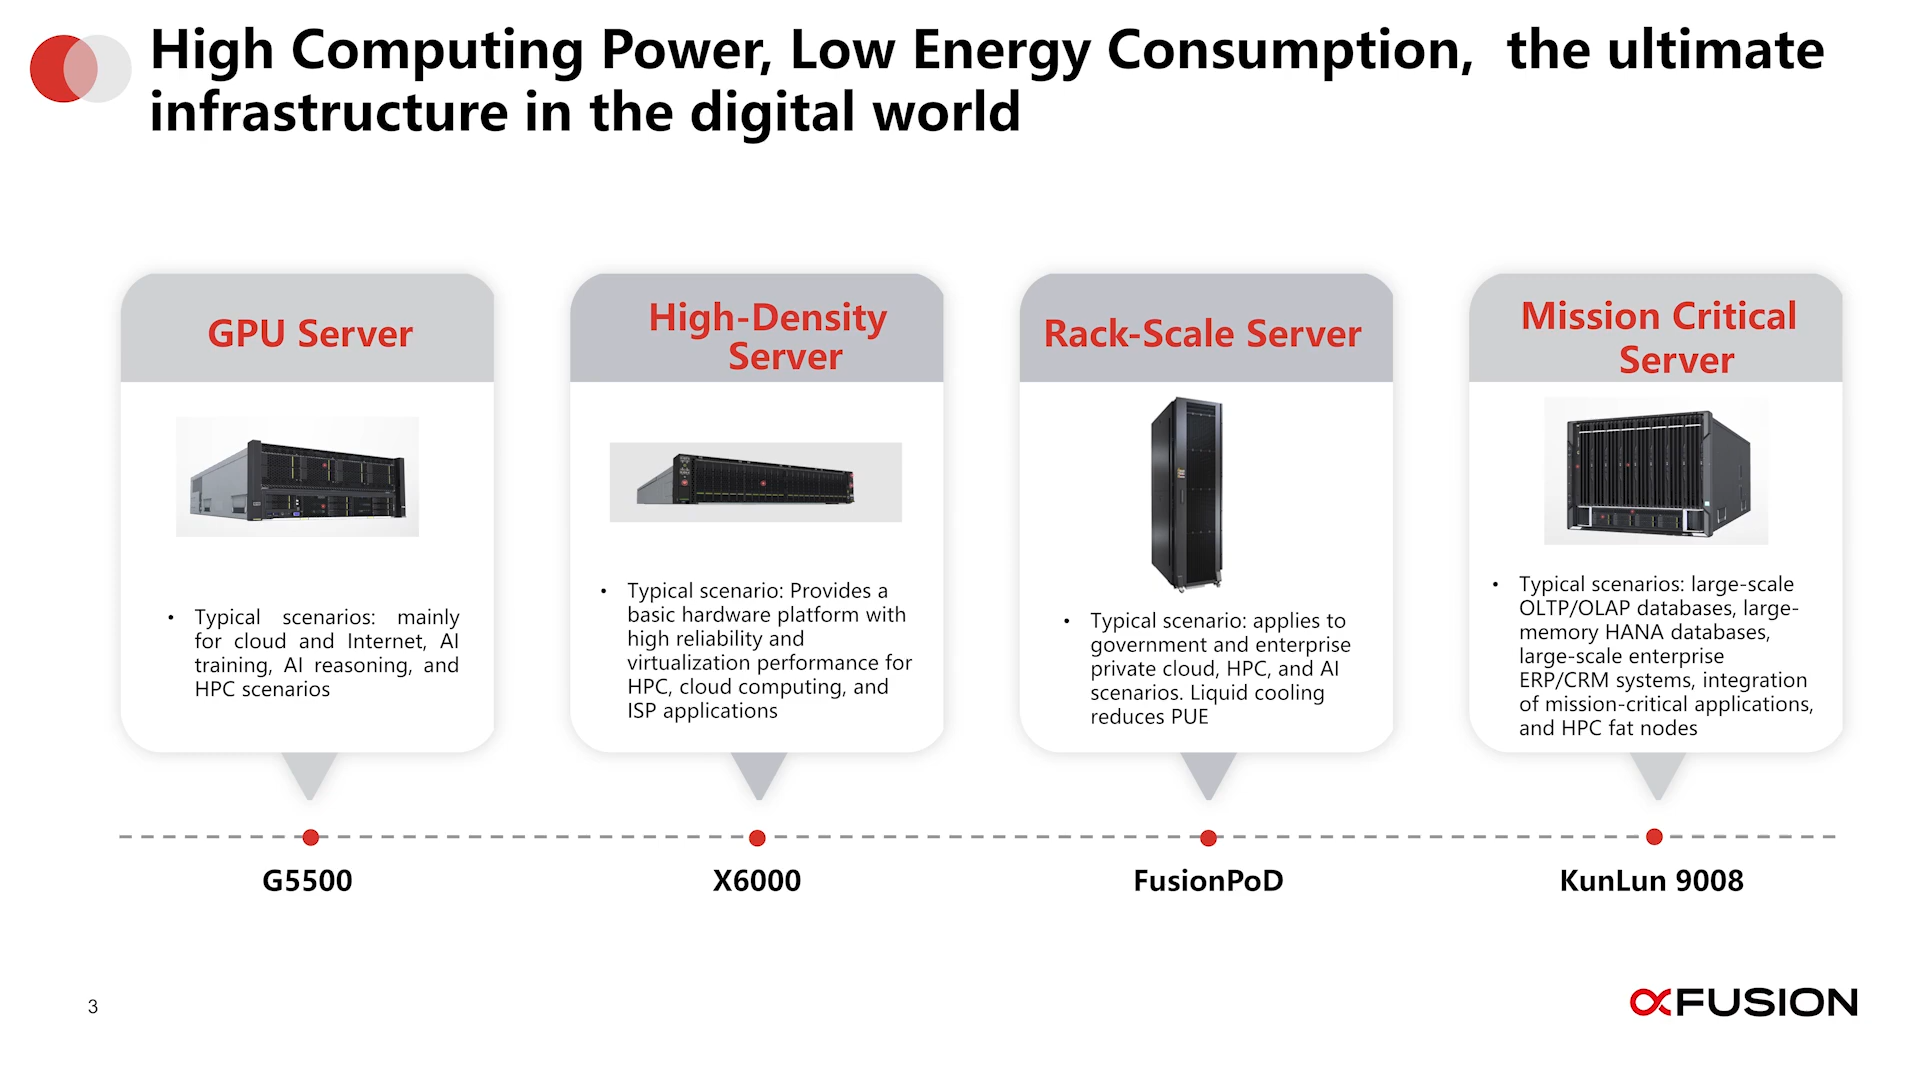 High Computing Power, Low Energy Consumption,  the ultimate
infrastructure in the digital world
GPU Server
• Typical scenarios: mainly
for cloud and Internet, AI
training, AI reasoning, and
HPC scenarios
G5500
High-Density
Server
• Typical scenario: Provides a
basic hardware platform with
high reliability and
virtualization performance for
HPC, cloud computing, and
ISP applications
X6000
Rack-Scale Server
• Typical scenario: applies to
government and enterprise
private cloud, HPC, and AI
scenarios. Liquid cooling
reduces PUE
FusionPoD
Mission Critical
Server
• Typical scenarios: large-scale
OLTP/OLAP databases, large-
memory HANA databases,
large-scale enterprise
ERP/CRM systems, integration
of mission-critical applications,
and HPC fat nodes
KunLun 9008
3
XFUSION